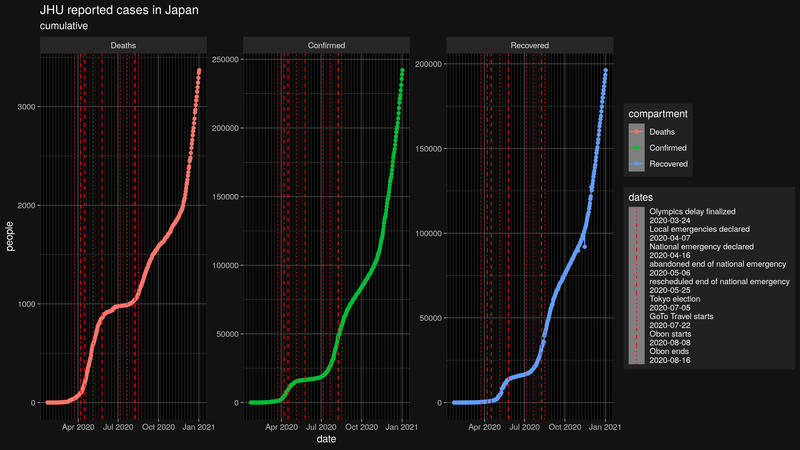 JHU reported cases in Japan
cumulative
Deaths
Confirmed
Recovered
people
3000
2000
1000
0
250000
200000
150000
100000
50000
0
200000
150000
100000
50000
0
Apr 2020 Jul 2020 Oct 2020 Jan 2021
Apr 2020 Jul 2020 Oct 2020 Jan 2021
Apr 2020 Jul 2020 Oct 2020 Jan 2021
date
compartment
Deaths
Confirmed
Recovered
dates
Olympics delay finalized
2020-03-24
Local emergencies declared
2020-04-07
National emergency declared
2020-04-16
abandoned end of national emergency
2020-05-06
rescheduled end of national emergency
2020-05-25
Tokyo election
2020-07-05
GoTo Travel starts
2020-07-22
Obon starts
2020-08-08
Obon ends
2020-08-16